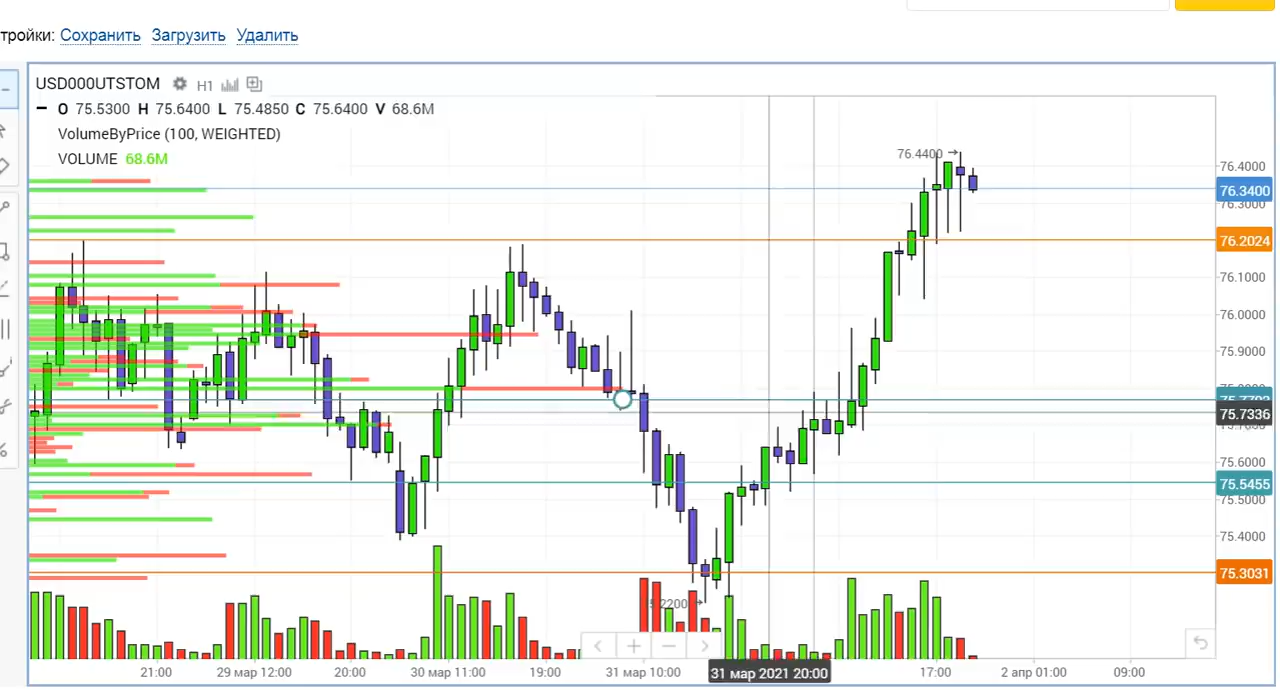 тройки: Сохранить Загрузить Удалить
USD000UTSTOM H1
O 75.5300 H 75.6400 L 75.4850 C 75.6400 V 68.6M
VolumeByPrice (100, WEIGHTED)
VOLUME 68.6M
76.4400
76.4000
76.3400
76.3000
76.2024
76.1000
76.0000
75.9000
75.7336
75.6000
75.5455
75.5000
75.4000
75.3031
5.2200
21:00 29 мар 12:00 20:00 30 мар 11:00 19:00 31 мар 10:00 31 мар 2021 20:00 17:00 2 апр 01:00 09:00